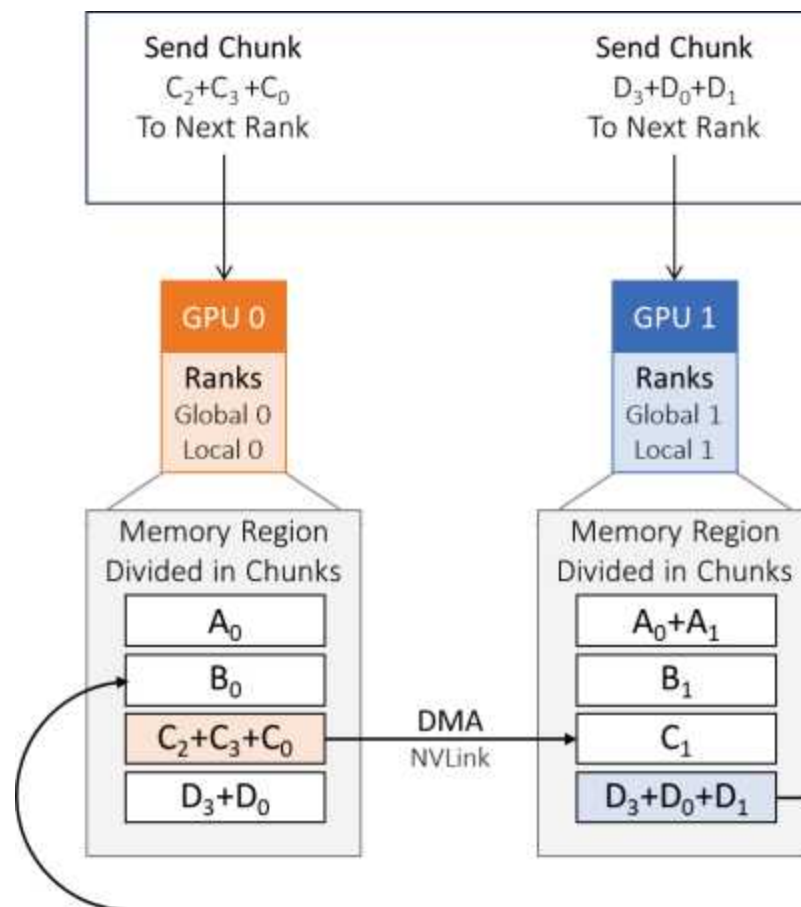 Send Chunk
C₂+C₃+C₀
To Next Rank
Send Chunk
D₃+D₀+D₁
To Next Rank
GPU 0
Ranks
Global 0
Local 0
GPU 1
Ranks
Global 1
Local 1
Memory Region
Divided in Chunks
A₀
B₀
C₂+C₃+C₀
D₃+D₀
DMA
NVLink
Memory Region
Divided in Chunks
A₀+A₁
B₁
C₁
D₃+D₀+D₁